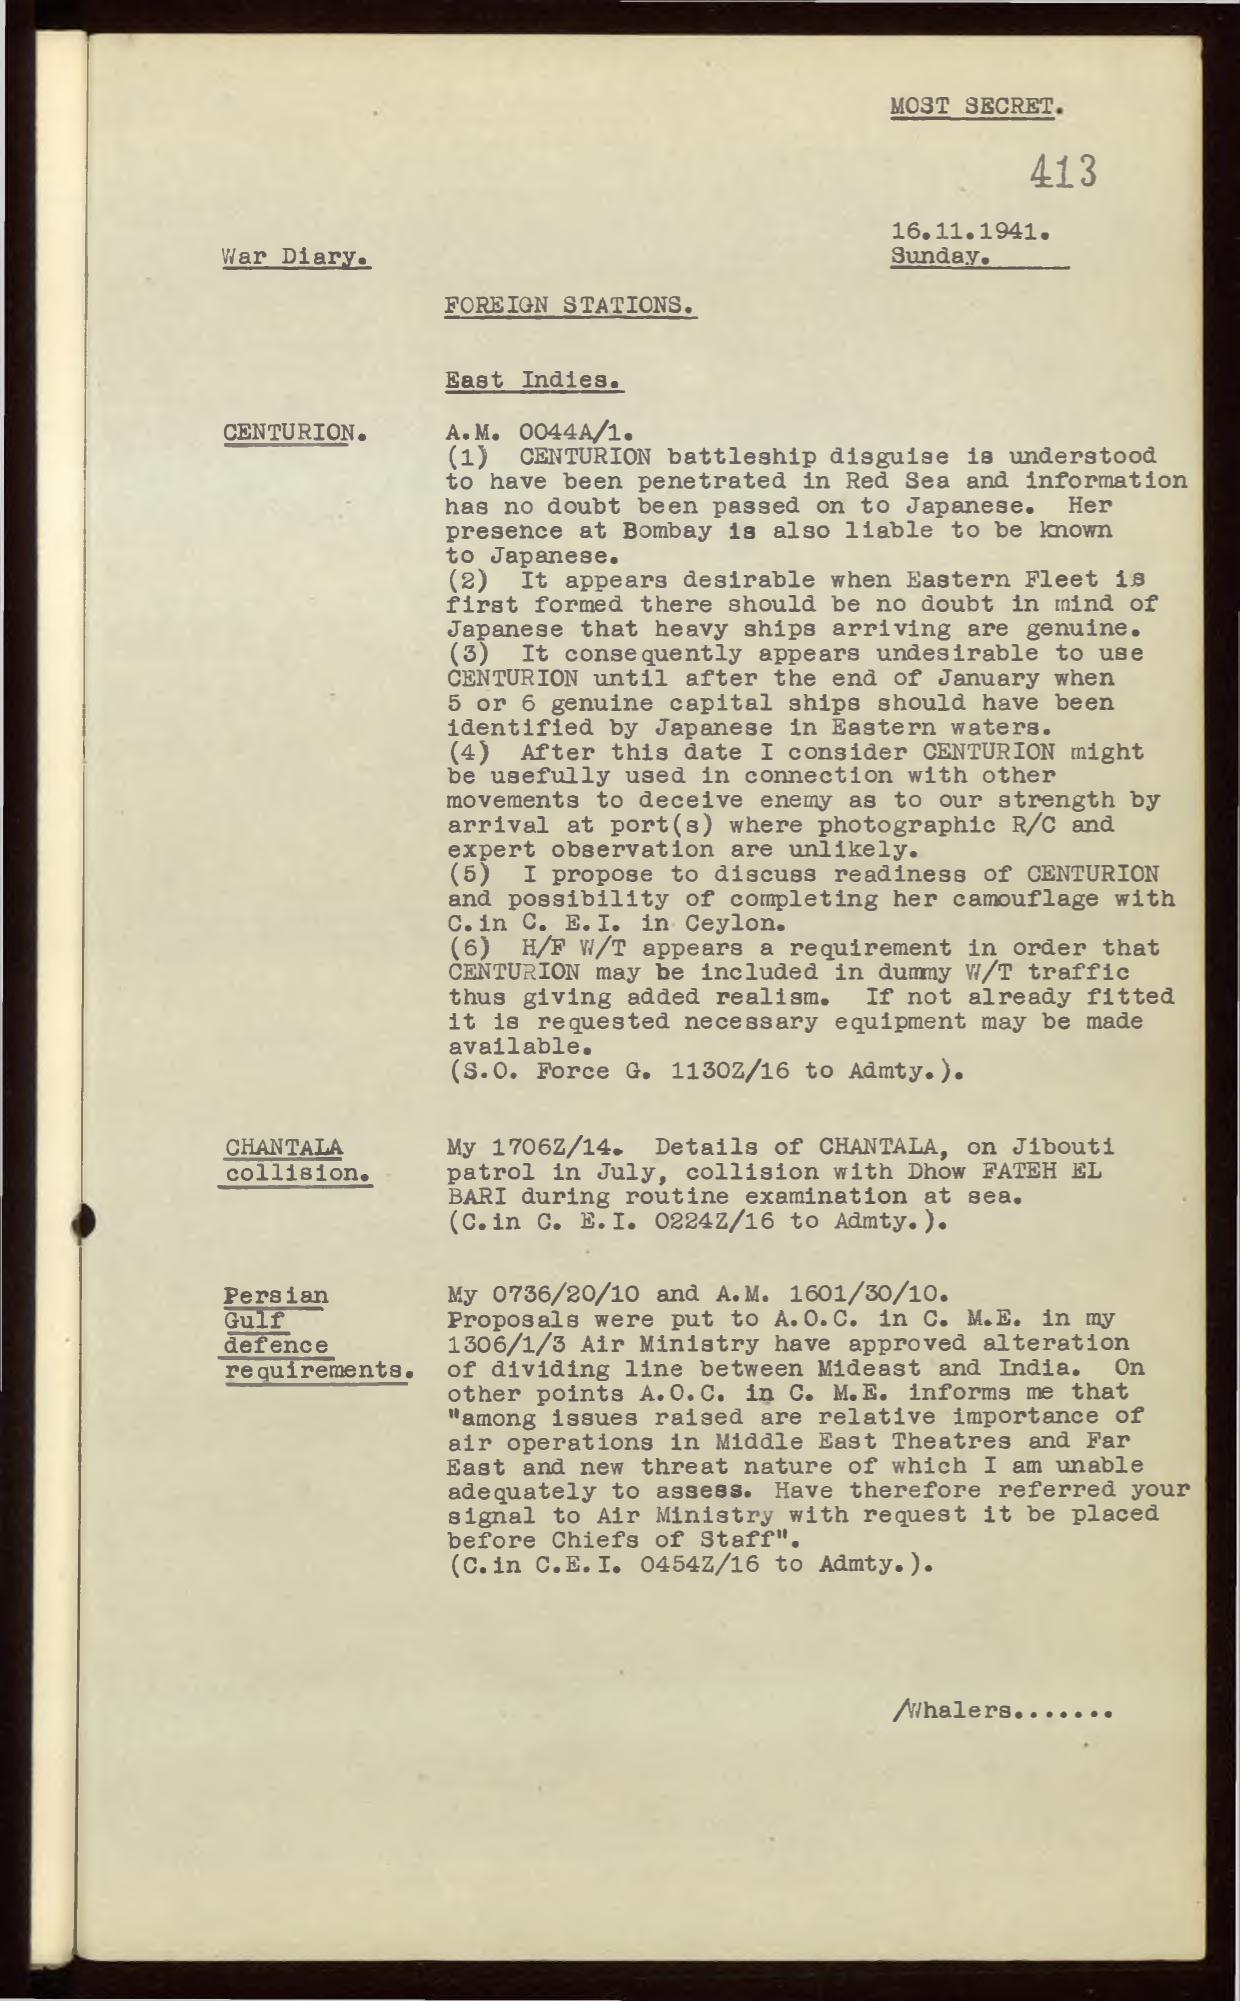 MOST SECRET.
413
16.11.1941.
War Diary.
Sunday.
FOREIGN STATIONS.
East Indies.
CENTURION.
A.M. 0044A/1.
(1) CENTURION battleship disguise is understood
to have been penetrated in Red Sea and information
has no doubt been passed on to Japanese. Her
presence at Bombay is also liable to be known
to Japanese.
(2) It appears desirable when Eastern Fleet is
first formed there should be no doubt in mind of
Japanese that heavy ships arriving are genuine.
(3) It consequently appears undesirable to use
CENTURION until after the end of January when
5 or 6 genuine capital ships should have been
identified by Japanese in Eastern waters.
(4) After this date I consider CENTURION might
be usefully used in connection with other
movements to deceive enemy as to our strength by
arrival at port(s) where photographic R/C and
expert observation are unlikely.
(5) I propose to discuss readiness of CENTURION
and possibility of completing her camouflage with
C.in C. E.I. in Ceylon.
(6) H/F W/T appears a requirement in order that
CENTURION may be included in dummy W/T traffic
thus giving added realism. If not already fitted
it is requested necessary equipment may be made
available.
(S.O. Force G. 1130Z/16 to Admty.).
CHANTALA
collision.
My 1706Z/14. Details of CHANTALA, on Jibouti
patrol in July, collision with Dhow FATEH EL
BARI during routine examination at sea.
(C.in C. E.I. 0224Z/16 to Admty.).
Persian
Gulf
defence
requirements.
My 0736/20/10 and A.M. 1601/30/10.
Proposals were put to A.O.C. in C. M.E. in my
1306/1/3 Air Ministry have approved alteration
of dividing line between Mideast and India. On
other points A.O.C. in C. M.E. informs me that
"among issues raised are relative importance of
air operations in Middle East Theatres and Far
East and new threat nature of which I am unable
adequately to assess. Have therefore referred your
signal to Air Ministry with request it be placed
before Chiefs of Staff".
(C.in C.E.I. 0454Z/16 to Admty.).
/Whalers.......